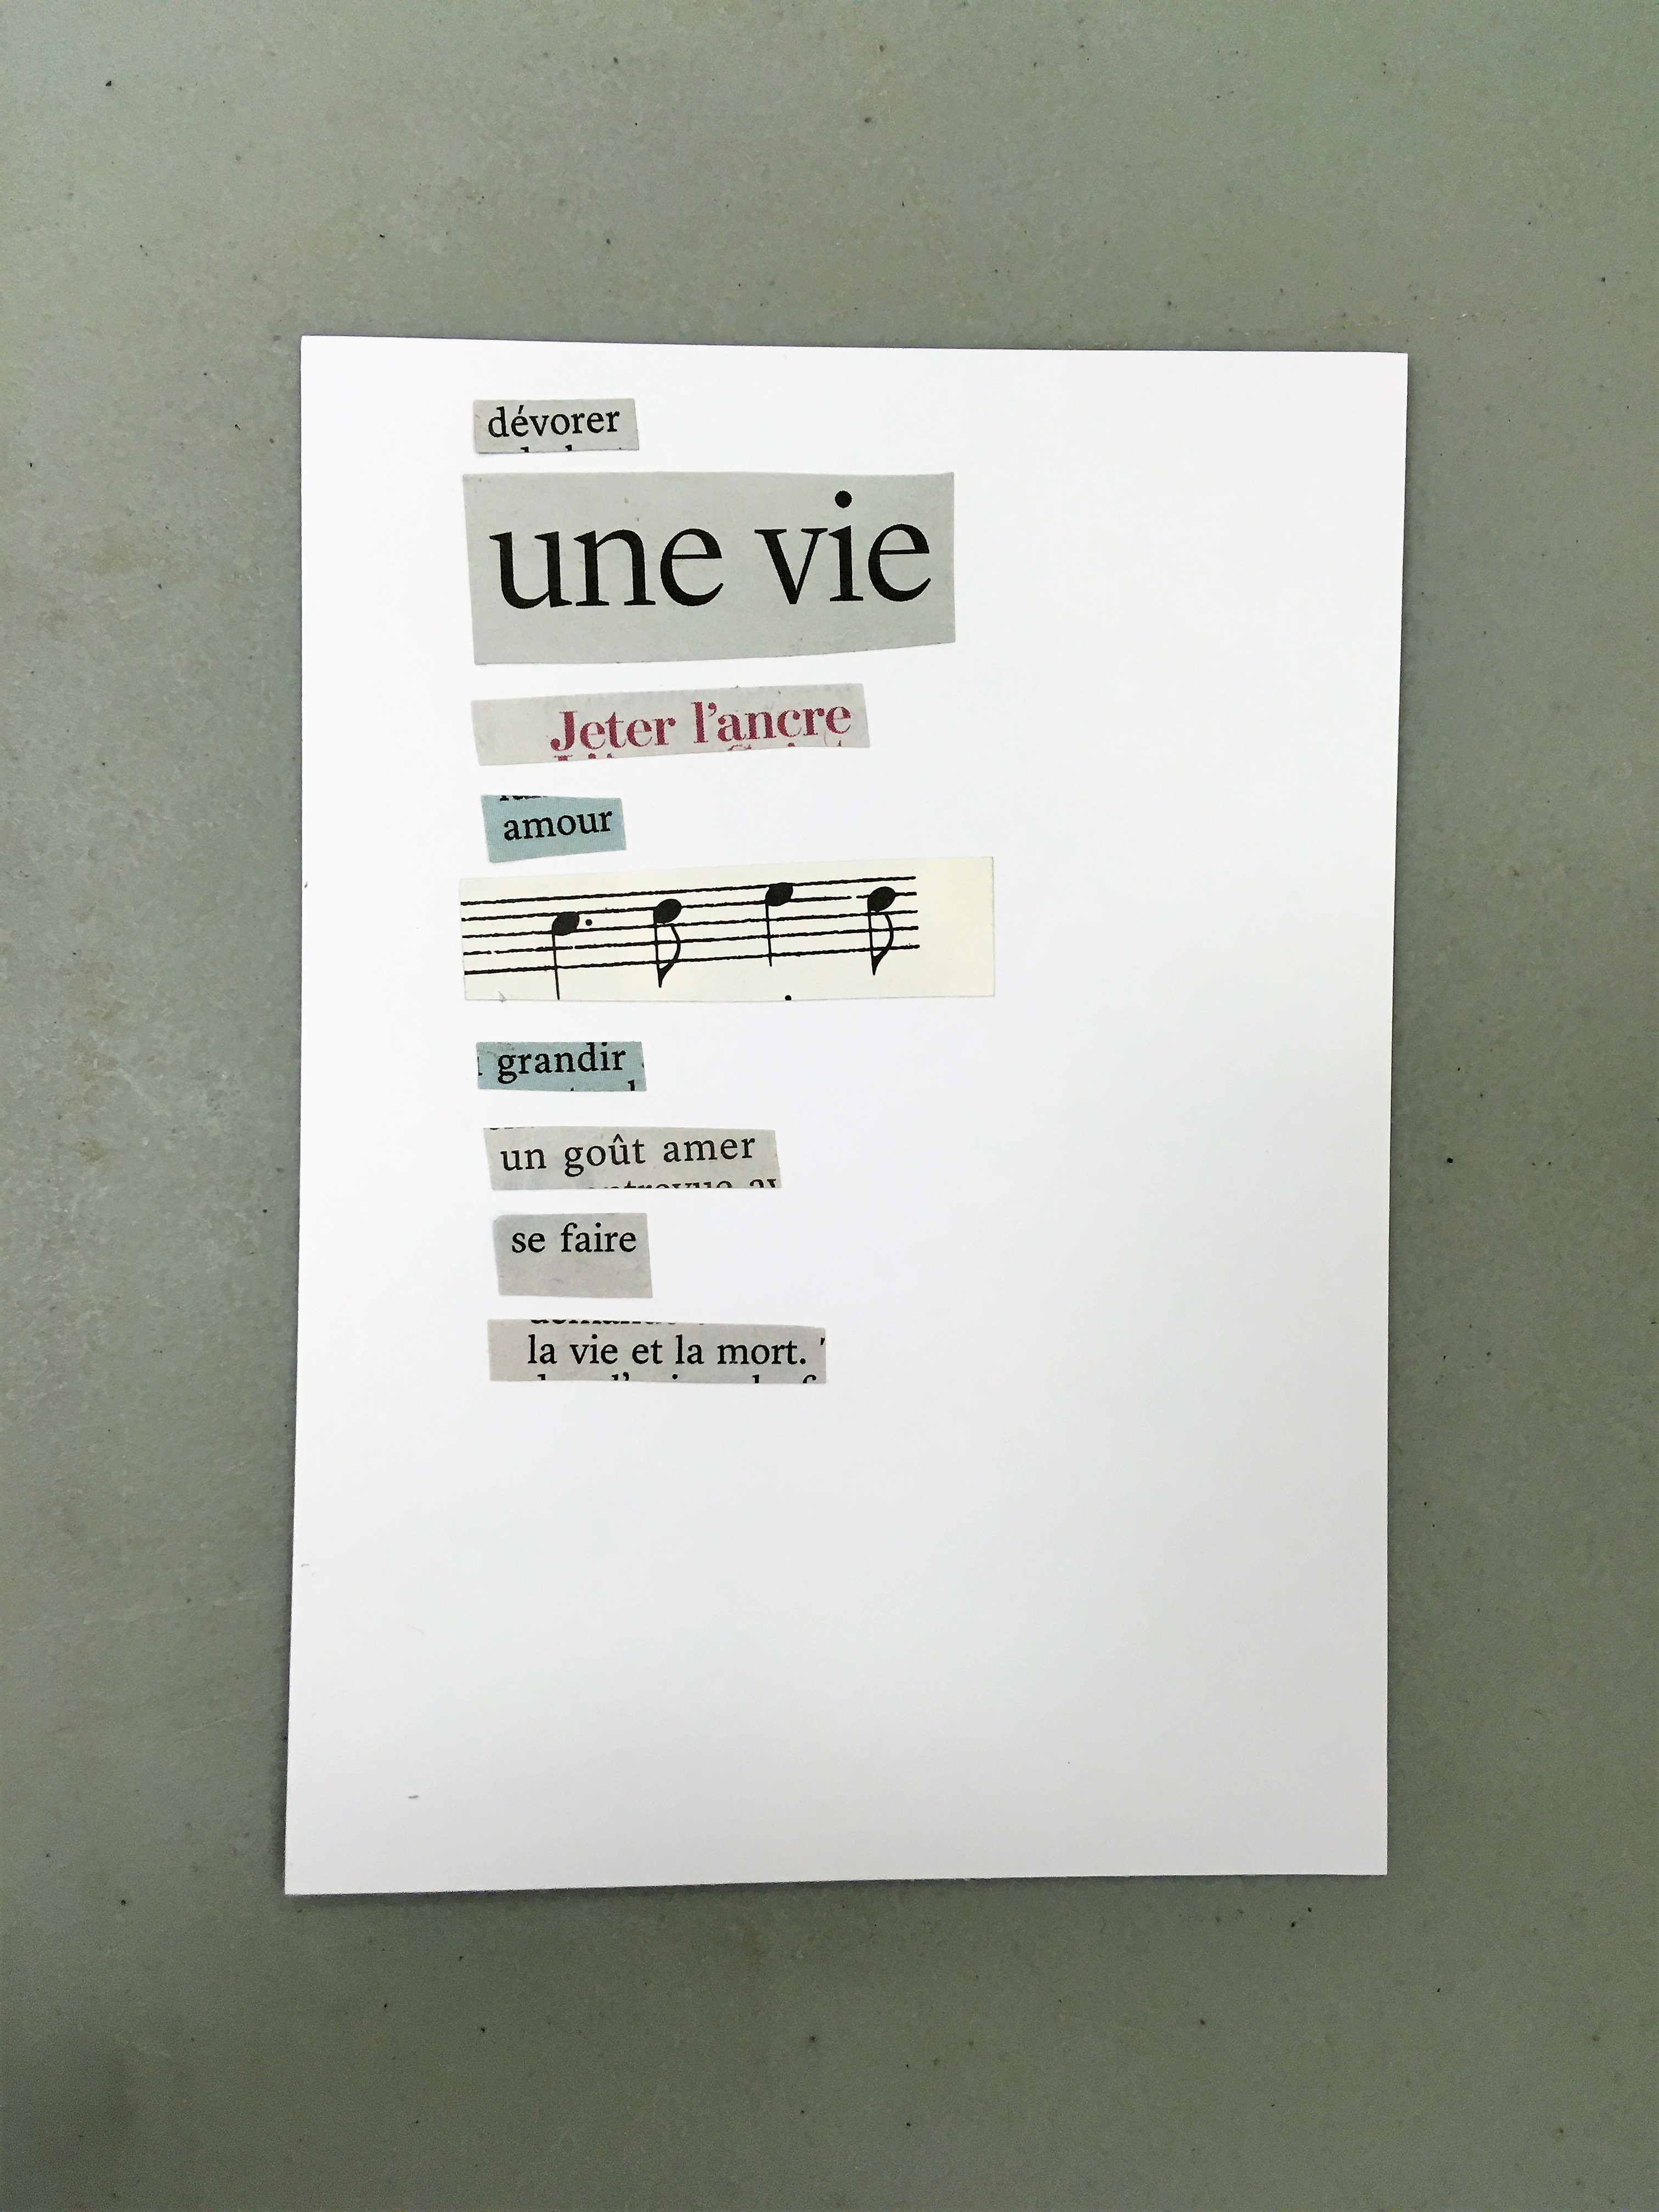 dévorer
une vie
Jeter l'ancre
amour
grandir
un goût amer
se faire
la vie et la mort.